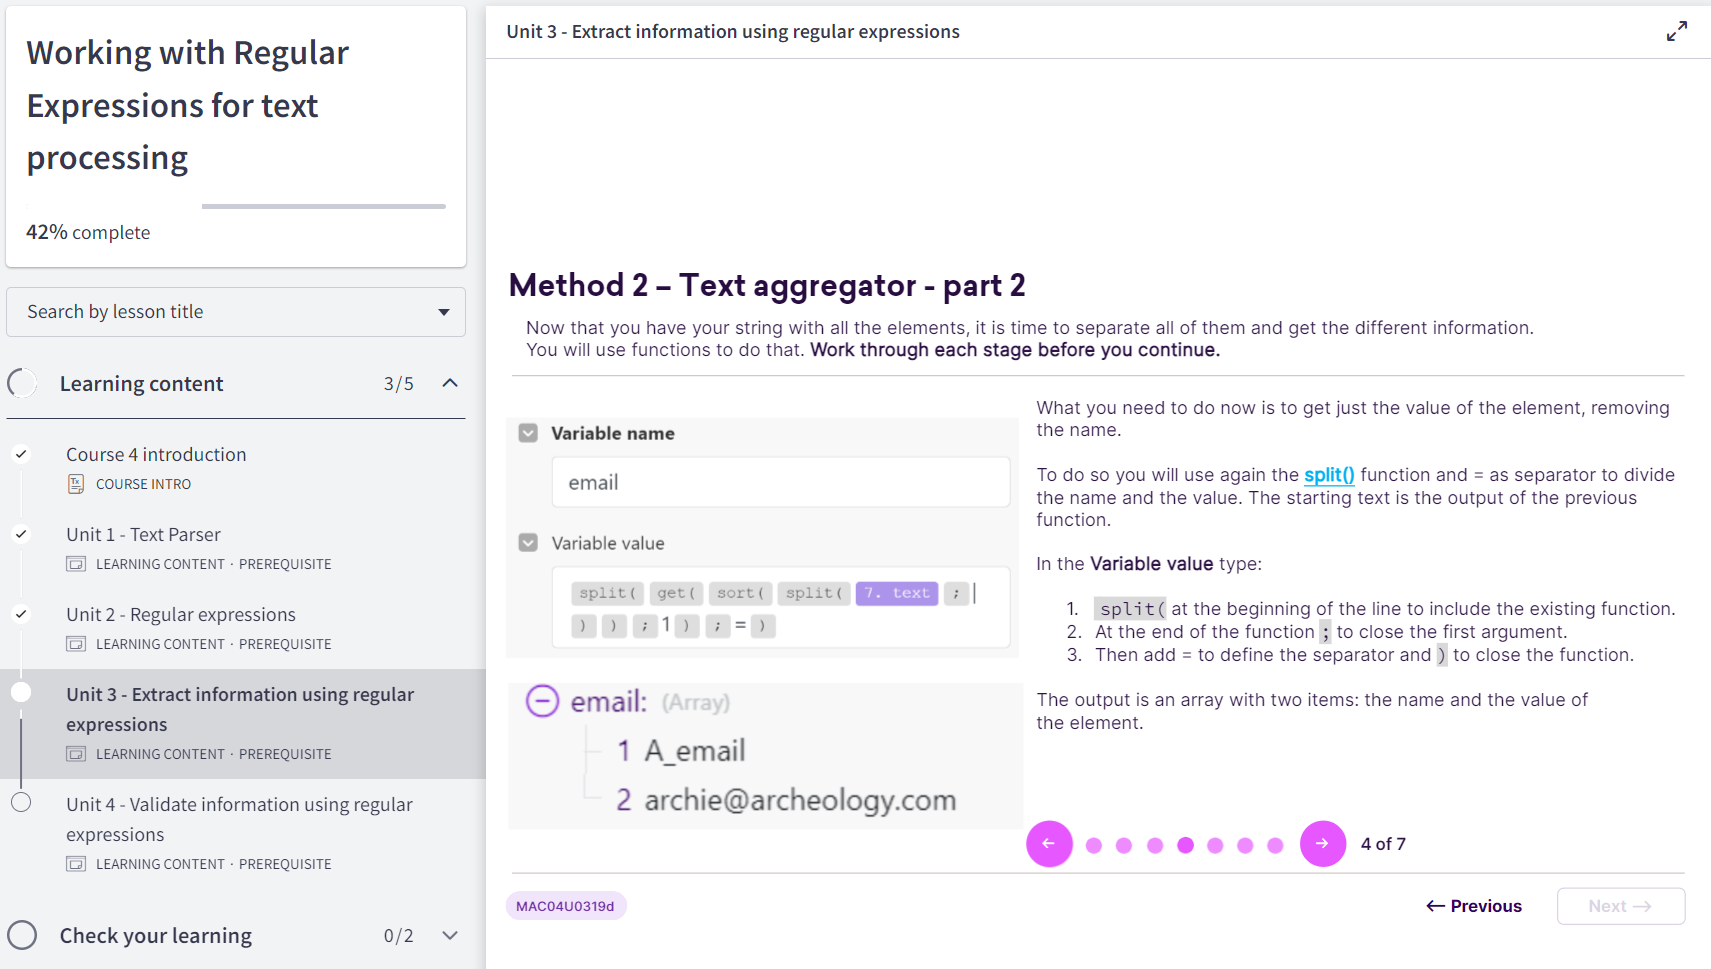 Working with Regular
Expressions for text
processing
42% complete
Search by lesson title
Learning content 3/5
Course 4 introduction
COURSE INTRO
Unit 1 - Text Parser
LEARNING CONTENT · PREREQUISITE
Unit 2 - Regular expressions
LEARNING CONTENT · PREREQUISITE
Unit 3 - Extract information using regular
expressions
LEARNING CONTENT · PREREQUISITE
Unit 4 - Validate information using regular
expressions
LEARNING CONTENT · PREREQUISITE
Check your learning 0/2
Unit 3 - Extract information using regular expressions
Method 2 – Text aggregator - part 2
Now that you have your string with all the elements, it is time to separate all of them and get the different information.
You will use functions to do that. Work through each stage before you continue.
Variable name
email
Variable value
split( get( sort( split( 7. text ;
) ) ; 1 ) ; = )
email: (Array)
1 A_email
2 archie@archeology.com
What you need to do now is to get just the value of the element, removing
the name.
To do so you will use again the split() function and = as separator to divide
the name and the value. The starting text is the output of the previous
function.
In the Variable value type:
1. split( at the beginning of the line to include the existing function.
2. At the end of the function ; to close the first argument.
3. Then add = to define the separator and ) to close the function.
The output is an array with two items: the name and the value of
the element.
4 of 7
MAC04U0319d
← Previous
Next →